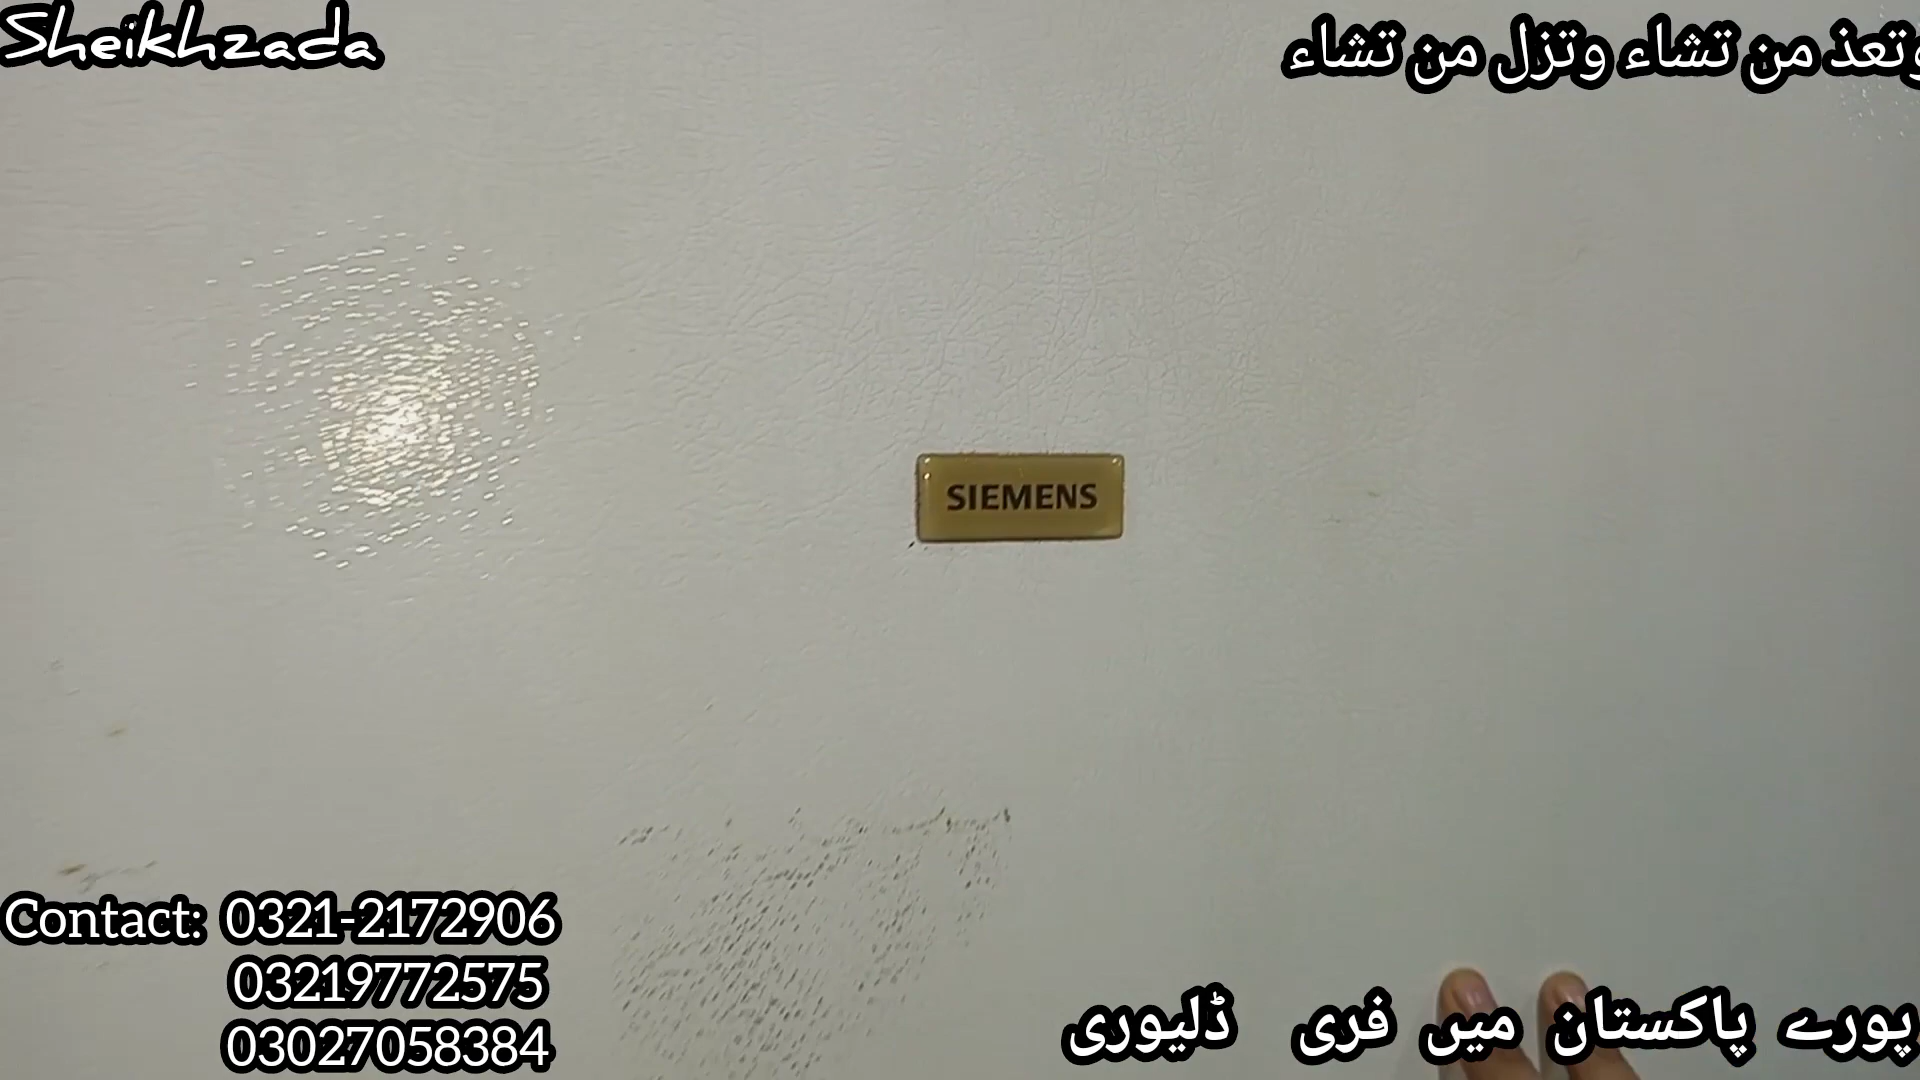 Sheikhzada
وتعذ من تشاء وتزل من تشاء
SIEMENS
Contact: 0321-2172906
03219772575
03027058384
پورے پاکستان میں فری ڈلیوری